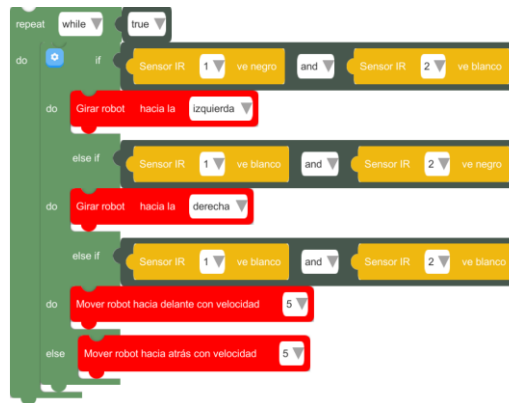 repeat while true
do if Sensor IR 1 ve negro and Sensor IR 2 ve blanco
do Girar robot hacia la izquierda
else if Sensor IR 1 ve blanco and Sensor IR 2 ve negro
do Girar robot hacia la derecha
else if Sensor IR 1 ve blanco and Sensor IR 2 ve blanco
do Mover robot hacia delante con velocidad 5
else Mover robot hacia atrás con velocidad 5